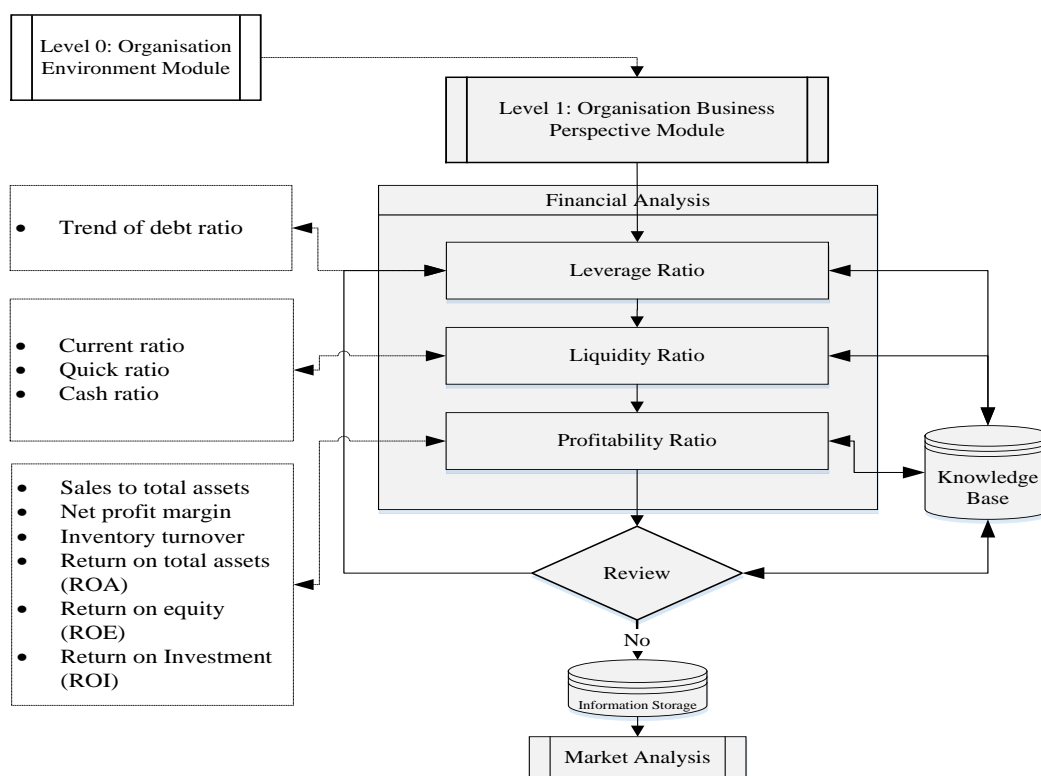 Level 0: Organisation
Environment Module
Level 1: Organisation Business
Perspective Module
Financial Analysis
• Trend of debt ratio
Leverage Ratio
• Current ratio
• Quick ratio
• Cash ratio
Liquidity Ratio
Profitability Ratio
• Sales to total assets
• Net profit margin
• Inventory turnover
• Return on total assets
(ROA)
• Return on equity
(ROE)
• Return on Investment
(ROI)
Knowledge
Base
Review
No
Information Storage
Market Analysis